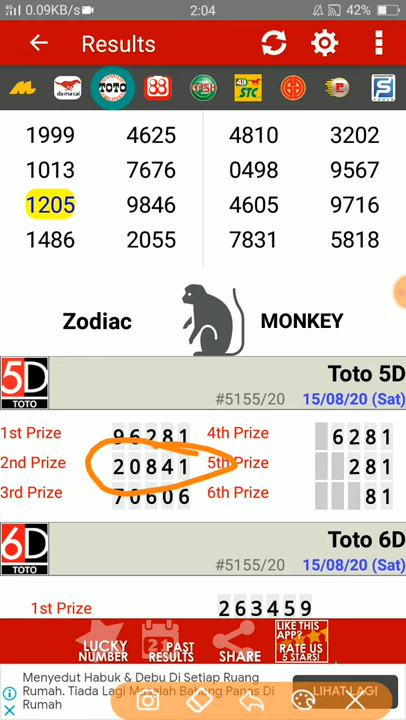 0.09KB/s 2:04 42%
Results
damacai TOTO 88 CASH 4D STC
1999 4625 4810 3202
1013 7676 0498 9567
1205 9846 4605 9716
1486 2055 7831 5818
Zodiac MONKEY
5D TOTO Toto 5D
#5155/20 15/08/20 (Sat)
1st Prize 96281 4th Prize 6281
2nd Prize 20841 5th Prize 281
3rd Prize 70606 6th Prize 81
6D TOTO Toto 6D
#5155/20 15/08/20 (Sat)
1st Prize 263459
LUCKY NUMBER
21 PAST RESULTS
SHARE
LIKE THIS APP? RATE US 5 STARS!
Menyedut Habuk & Debu Di Setiap Ruang
Rumah. Tiada Lagi Masalah Bahang Panas Di
Rumah
LIHAT LAGI